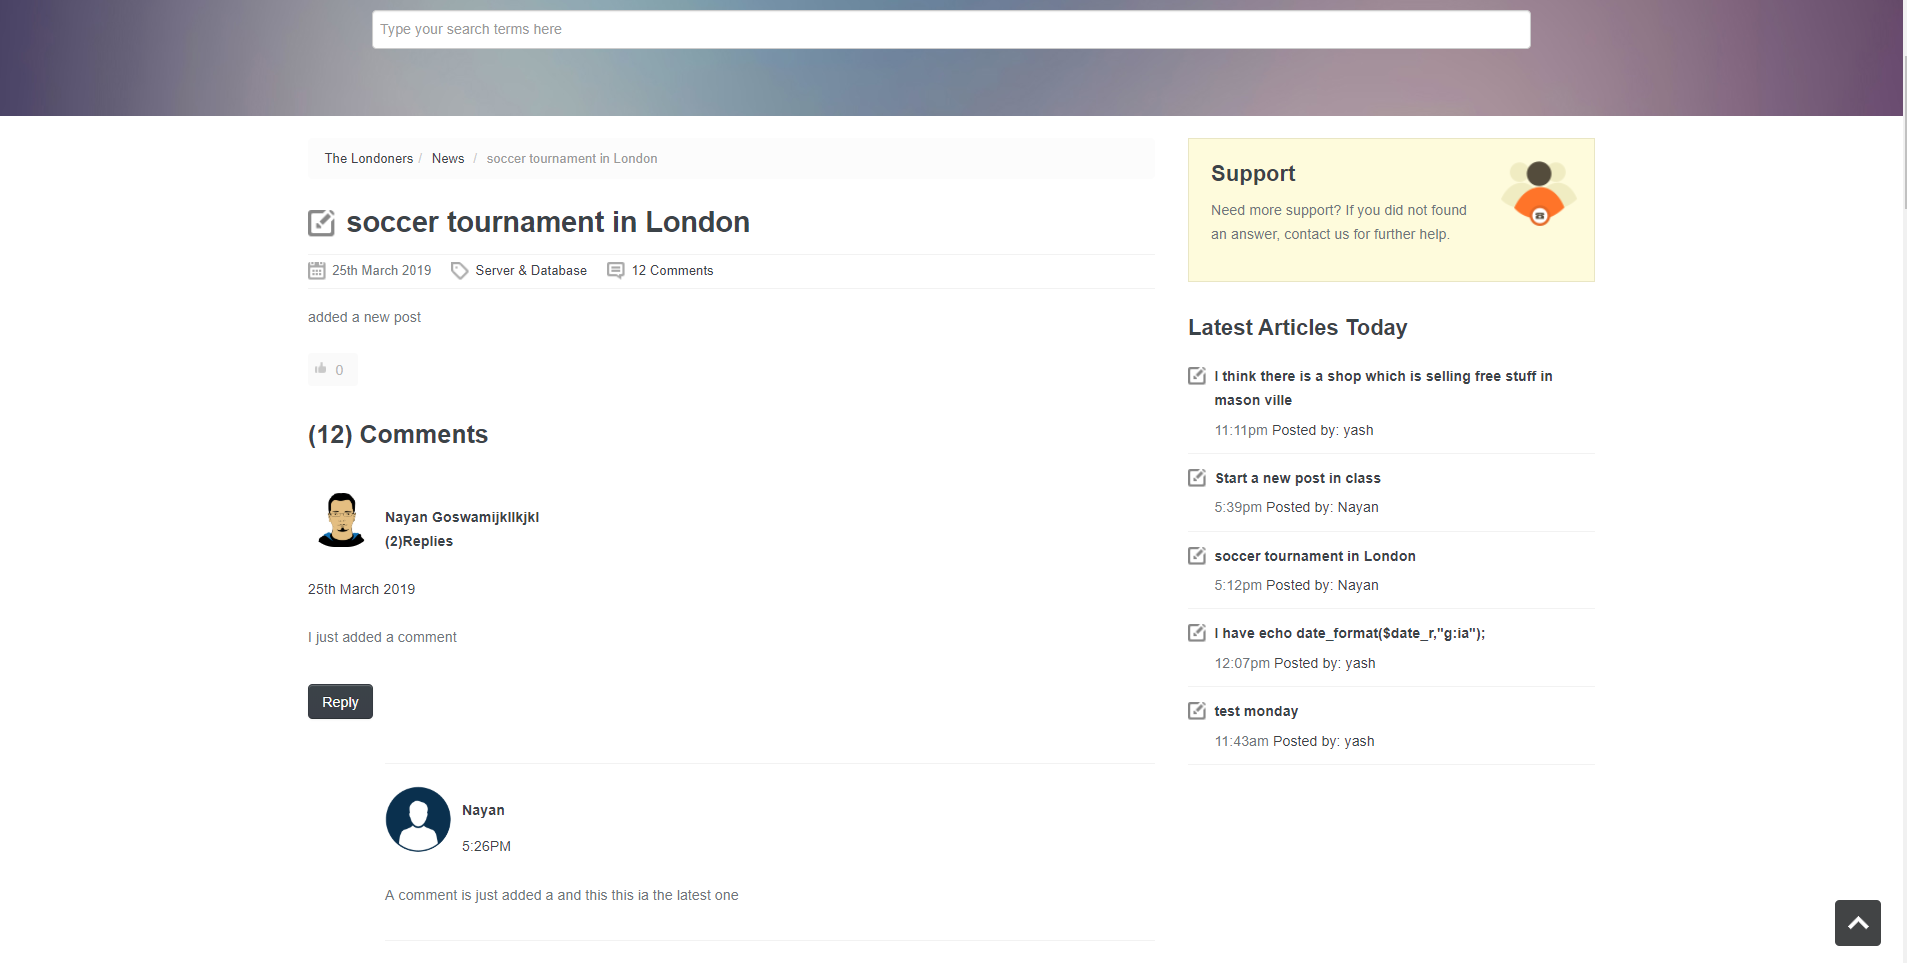 Type your search terms here
The Londoners / News / soccer tournament in London
soccer tournament in London
25th March 2019 Server & Database 12 Comments
added a new post
0
(12) Comments
Nayan Goswamijkllkjkl
(2)Replies
25th March 2019
I just added a comment
Reply
Nayan
5:26PM
A comment is just added a and this this ia the latest one
Support
Need more support? If you did not found
an answer, contact us for further help.
Latest Articles Today
I think there is a shop which is selling free stuff in
mason ville
11:11pm Posted by: yash
Start a new post in class
5:39pm Posted by: Nayan
soccer tournament in London
5:12pm Posted by: Nayan
I have echo date_format($date_r,"g:ia");
12:07pm Posted by: yash
test monday
11:43am Posted by: yash